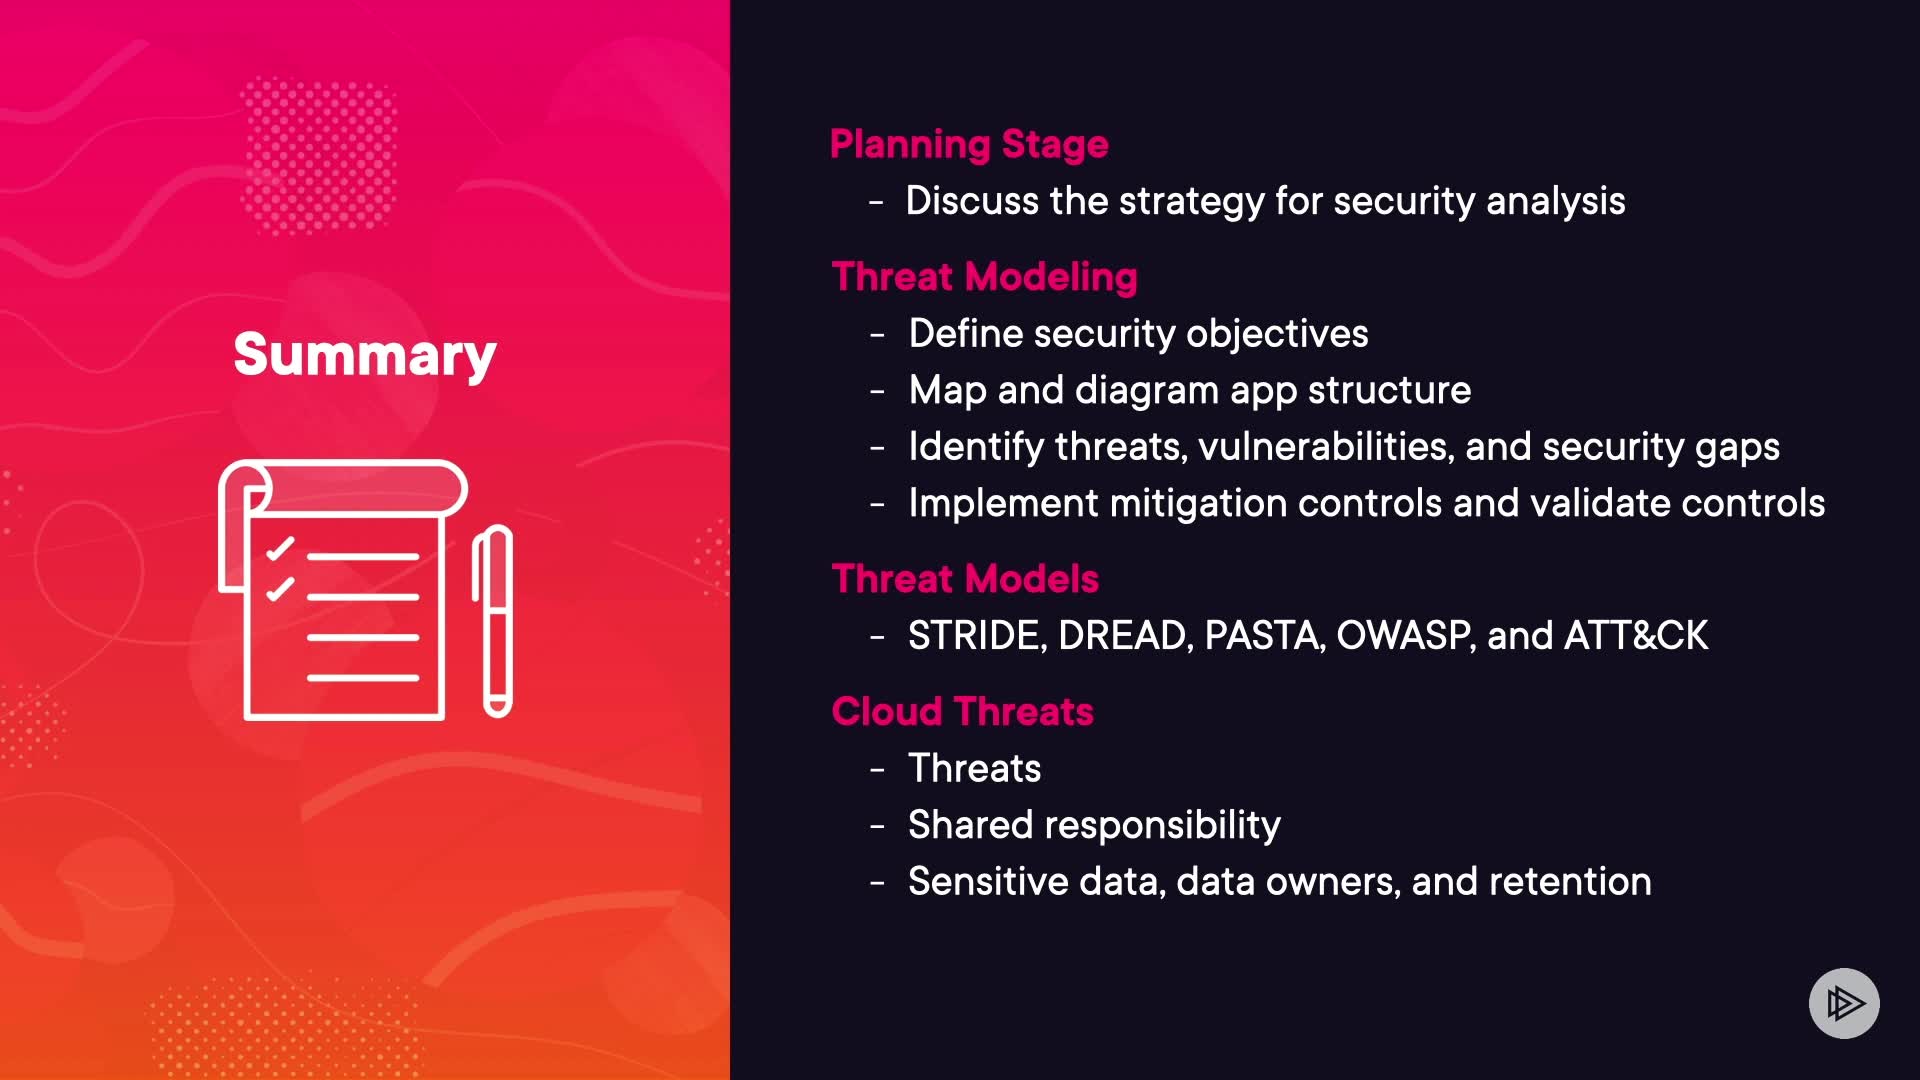 Summary
Planning Stage
- Discuss the strategy for security analysis
Threat Modeling
- Define security objectives
- Map and diagram app structure
- Identify threats, vulnerabilities, and security gaps
- Implement mitigation controls and validate controls
Threat Models
- STRIDE, DREAD, PASTA, OWASP, and ATT&CK
Cloud Threats
- Threats
- Shared responsibility
- Sensitive data, data owners, and retention